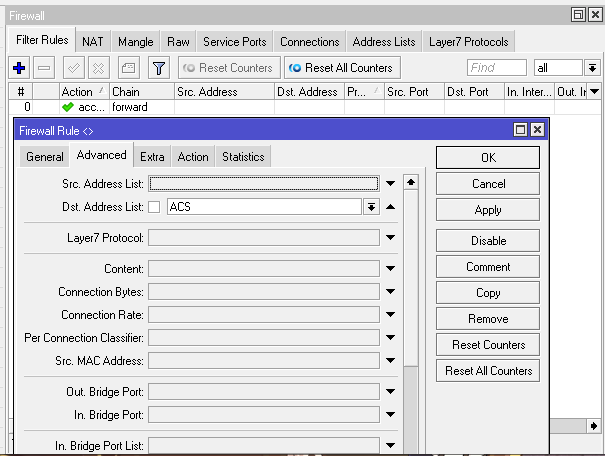 Firewall
Filter Rules NAT Mangle Raw Service Ports Connections Address Lists Layer7 Protocols
Reset Counters Reset All Counters Find all
# Action Chain Src. Address Dst. Address Pr... Src. Port Dst. Port In. Inter... Out. In
0 acc... forward
Firewall Rule <>
General Advanced Extra Action Statistics
OK
Src. Address List:
Cancel
Dst. Address List: ACS
Apply
Layer7 Protocol:
Disable
Content:
Comment
Connection Bytes:
Copy
Connection Rate:
Remove
Per Connection Classifier:
Reset Counters
Src. MAC Address:
Reset All Counters
Out. Bridge Port:
In. Bridge Port:
In. Bridge Port List: